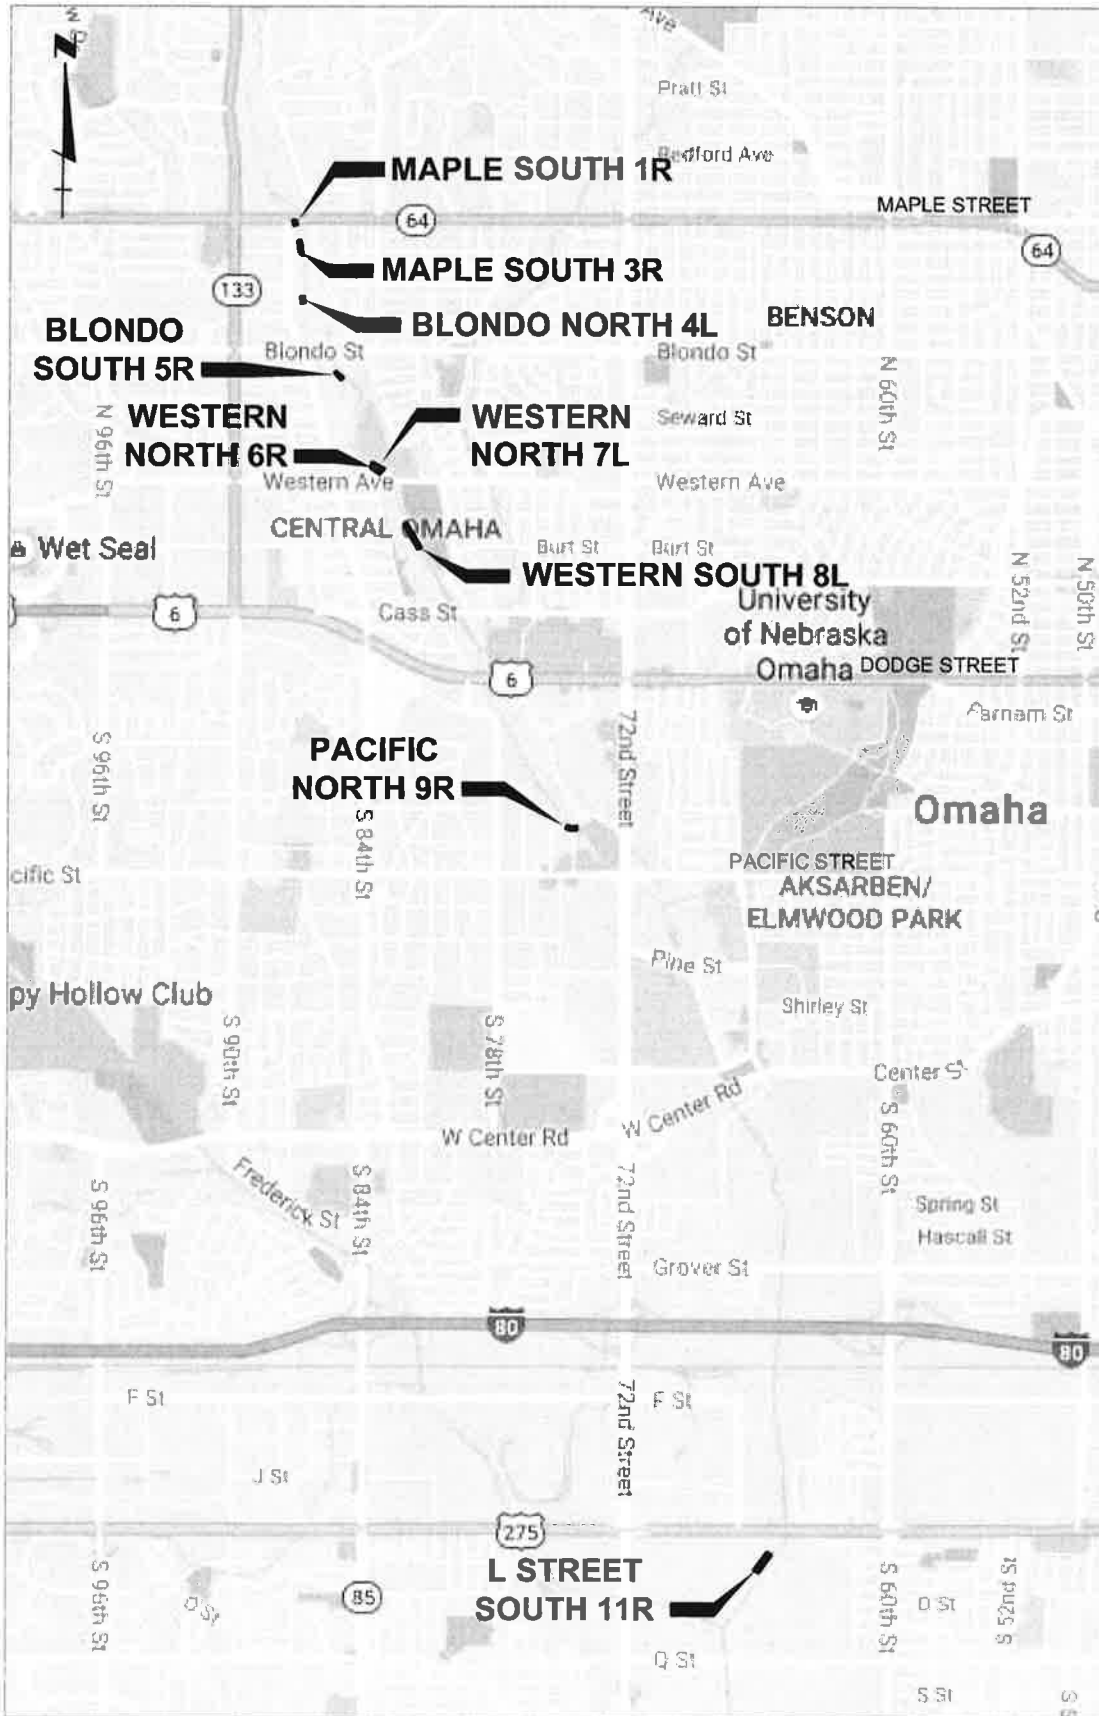 N
Ave
Pratt St
Bedford Ave
MAPLE SOUTH 1R
MAPLE STREET
64
64
MAPLE SOUTH 3R
133
BLONDO NORTH 4L
BENSON
BLONDO
SOUTH 5R
Blondo St
Blondo St
N 60th St
N 96th St
WESTERN
NORTH 6R
WESTERN
NORTH 7L
Seward St
Western Ave
Western Ave
CENTRAL OMAHA
Wet Seal
Burt St
Burt St
WESTERN SOUTH 8L
N 52nd St
N 50th St
6
Cass St
University
of Nebraska
Omaha
DODGE STREET
6
Farnam St
S 96th St
72nd Street
PACIFIC
NORTH 9R
Omaha
S 84th St
PACIFIC STREET
cific St
AKSARBEN/
ELMWOOD PARK
Pine St
py Hollow Club
Shirley St
S 90th St
S 78th St
Center S
W Center Rd
W Center Rd
S 60th St
Frederick St
S 96th St
S 84th St
72nd Street
Spring St
Hascall St
Grover St
80
80
F St
72nd Street
F St
J St
275
L STREET
SOUTH 11R
S 96th St
O St
85
S 60th St
O St
S 52nd St
Q St
S St